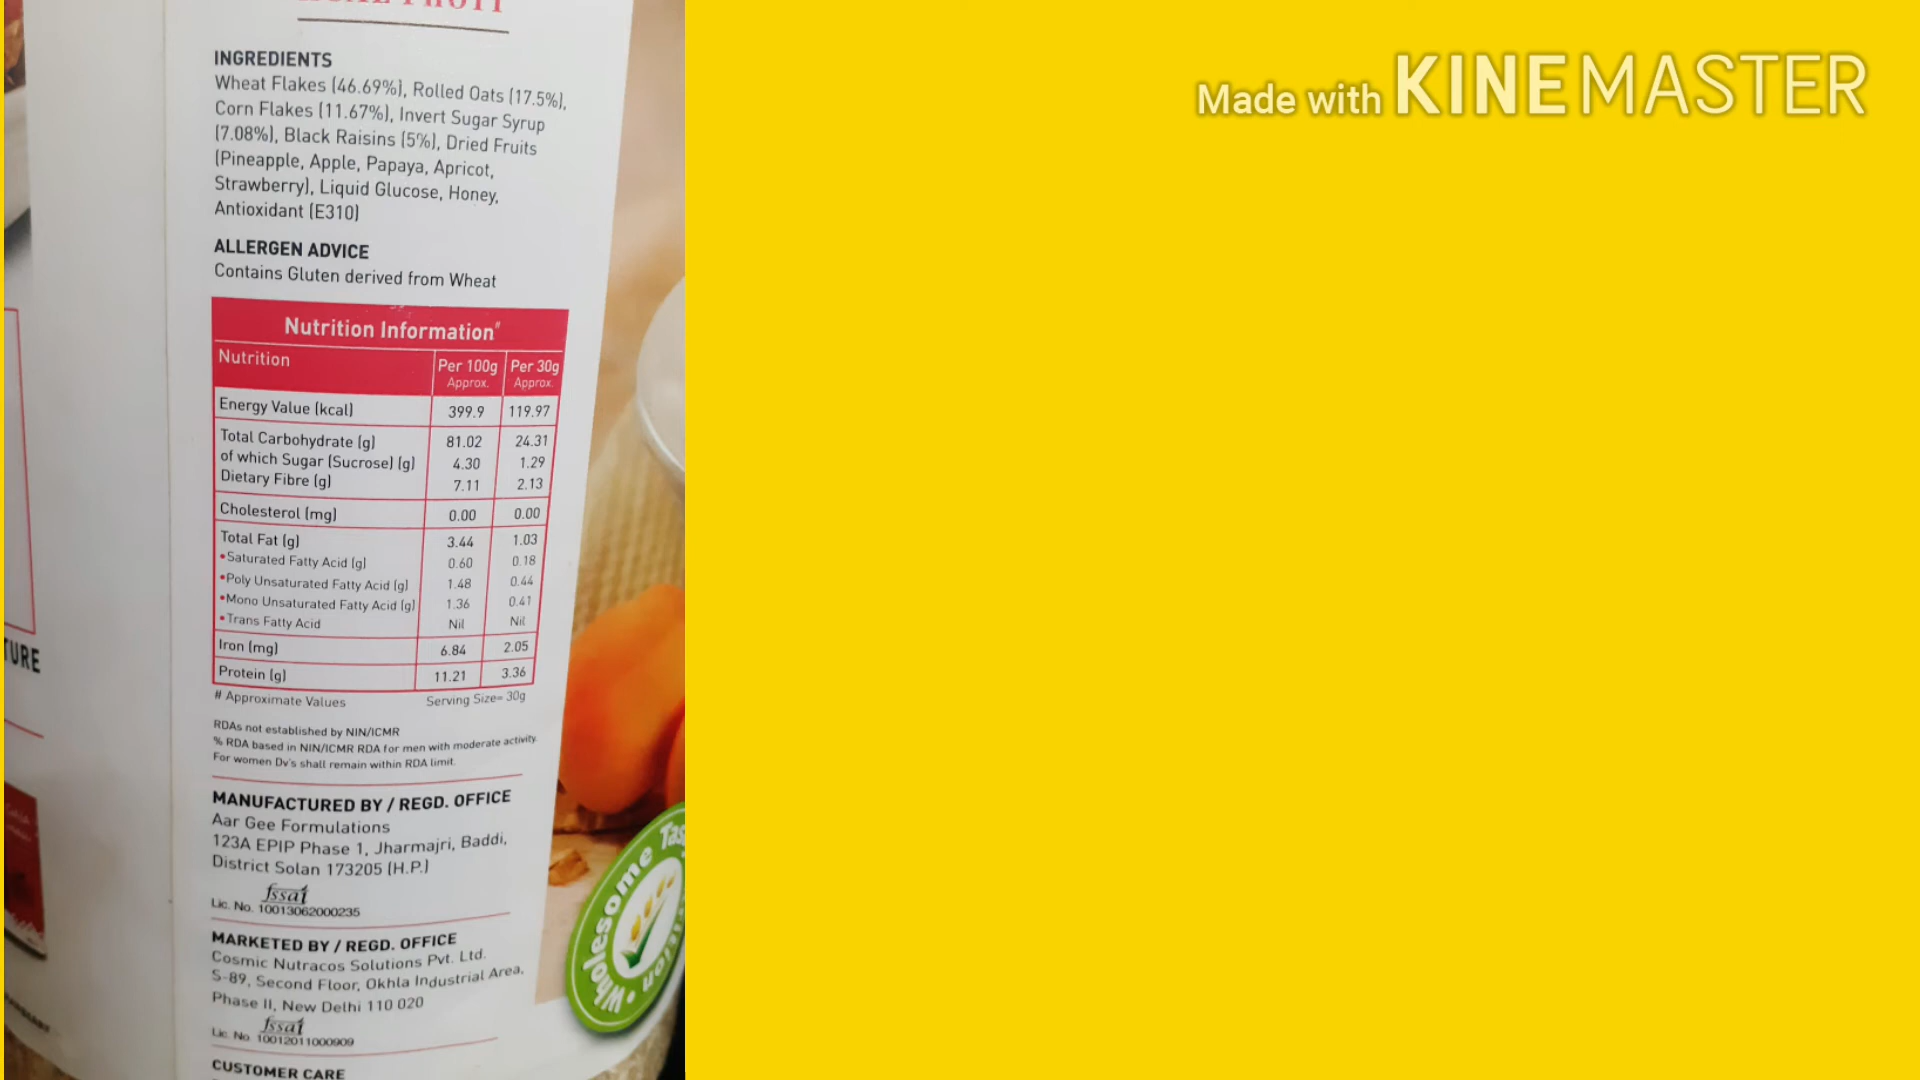 INGREDIENTS
Wheat Flakes (46.69%), Rolled Oats (17.5%),
Corn Flakes (11.67%), Invert Sugar Syrup
(7.08%), Black Raisins (5%), Dried Fruits
(Pineapple, Apple, Papaya, Apricot,
Strawberry), Liquid Glucose, Honey,
Antioxidant (E310)
ALLERGEN ADVICE
Contains Gluten derived from Wheat
Nutrition Information#
Nutrition Per 100g Approx. Per 30g Approx.
Energy Value (kcal) 399.9 119.97
Total Carbohydrate (g) 81.02 24.31
of which Sugar (Sucrose) (g) 4.30 1.29
Dietary Fibre (g) 7.11 2.13
Cholesterol (mg) 0.00 0.00
Total Fat (g) 3.44 1.03
•Saturated Fatty Acid (g) 0.60 0.18
•Poly Unsaturated Fatty Acid (g) 1.48 0.44
•Mono Unsaturated Fatty Acid (g) 1.36 0.41
•Trans Fatty Acid Nil Nil
Iron (mg) 6.84 2.05
Protein (g) 11.21 3.36
# Approximate Values Serving Size= 30g
RDAs not established by NIN/ICMR
% RDA based in NIN/ICMR RDA for men with moderate activity.
For women Dv's shall remain within RDA limit.
MANUFACTURED BY / REGD. OFFICE
Aar Gee Formulations
123A EPIP Phase 1, Jharmajri, Baddi,
District Solan 173205 (H.P.)
fssai
Lic. No. 10013062000235
MARKETED BY / REGD. OFFICE
Cosmic Nutracos Solutions Pvt. Ltd.
S-89, Second Floor, Okhla Industrial Area,
Phase II, New Delhi 110 020
fssai
Lic. No. 10012011000909
CUSTOMER CARE
TURE
Wholesome
Made with KINEMASTER